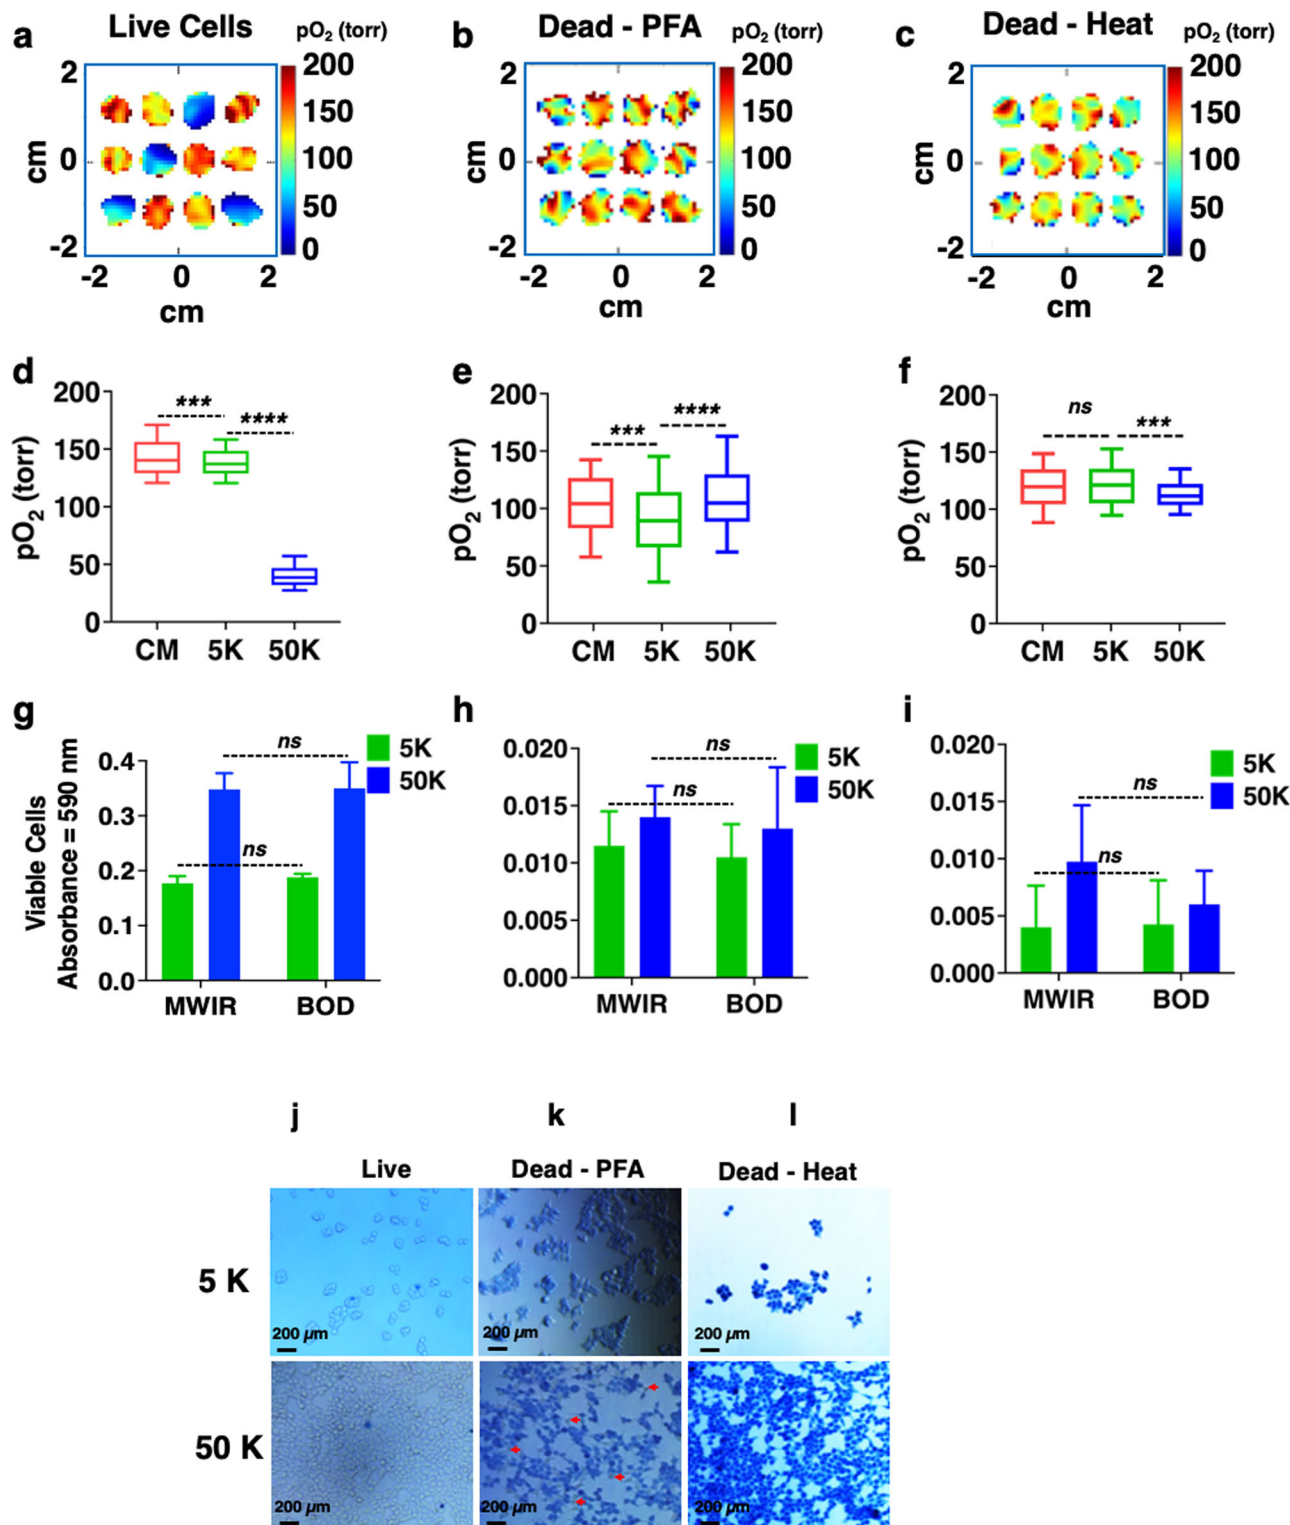 a Live Cells pO₂ (torr)
2
0
-2
cm
-2 0 2
cm
200
150
100
50
0
b Dead - PFA pO₂ (torr)
2
0
-2
cm
-2 0 2
cm
200
150
100
50
0
c Dead - Heat pO₂ (torr)
2
0
-2
cm
-2 0 2
cm
200
150
100
50
0
d
pO₂ (torr)
200
150
100
50
0
*** ****
CM 5K 50K
e
pO₂ (torr)
200
150
100
50
0
*** ****
CM 5K 50K
f
pO₂ (torr)
200
150
100
50
0
ns ***
CM 5K 50K
g
Viable Cells
Absorbance = 590 nm
0.4
0.3
0.2
0.1
0.0
ns
ns
5K
50K
MWIR BOD
h
0.020
0.015
0.010
0.005
0.000
ns
ns
5K
50K
MWIR BOD
i
0.020
0.015
0.010
0.005
0.000
ns
ns
5K
50K
MWIR BOD
j k l
Live Dead - PFA Dead - Heat
5 K
200 µm 200 µm 200 µm
50 K
200 µm 200 µm 200 µm